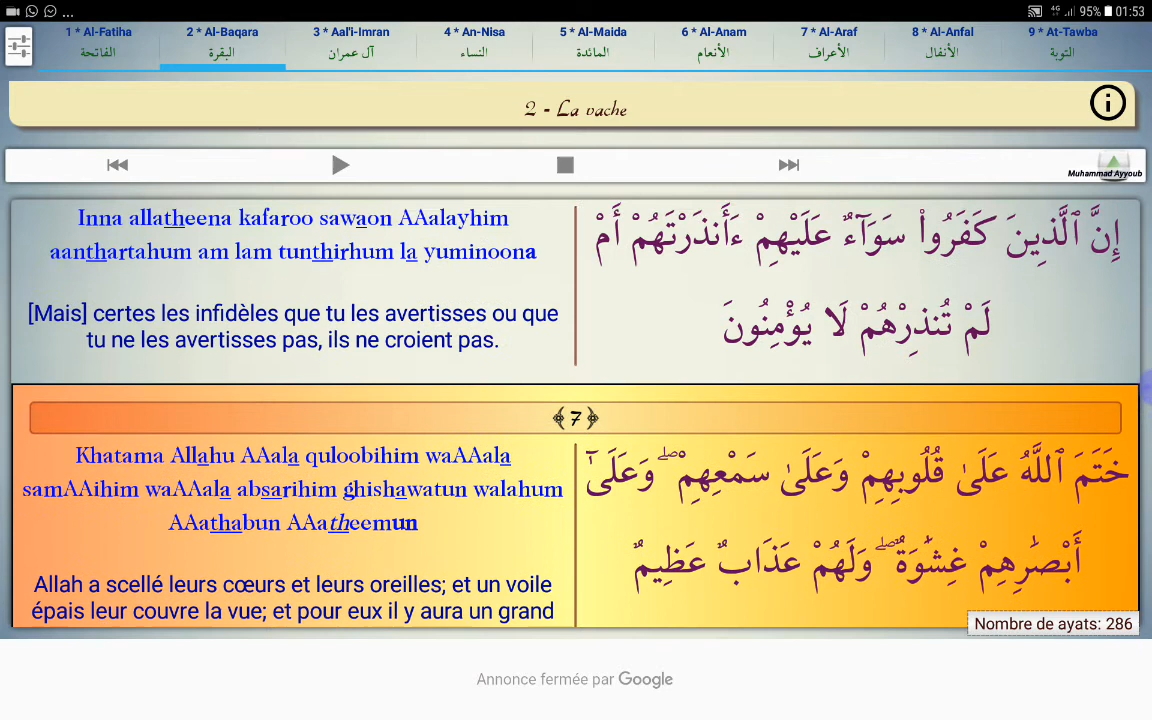 ... 4G 95% 01:53
1 * Al-Fatiha
الفاتحة
2 * Al-Baqara
البقرة
3 * Aal'i-Imran
آل عمران
4 * An-Nisa
النساء
5 * Al-Maida
المائدة
6 * Al-Anam
الأنعام
7 * Al-Araf
الأعراف
8 * Al-Anfal
الأنفال
9 * At-Tawba
التوبة
2 - La vache
Muhammad Ayyoub
Inna allatheena kafaroo sawaon AAalayhim
aanthartahum am lam tunthirhum la yuminoona
[Mais] certes les infidèles que tu les avertisses ou que
tu ne les avertisses pas, ils ne croient pas.
إِنَّ ٱلَّذِينَ كَفَرُوا۟ سَوَآءٌ عَلَيْهِمْ ءَأَنذَرْتَهُمْ أَمْ
لَمْ تُنذِرْهُمْ لَا يُؤْمِنُونَ
﴿7﴾
Khatama Allahu AAala quloobihim waAAala
samAAihim waAAala absarihim ghishawatun walahum
AAathabun AAatheemun
Allah a scellé leurs cœurs et leurs oreilles; et un voile
épais leur couvre la vue; et pour eux il y aura un grand
خَتَمَ ٱللَّهُ عَلَىٰ قُلُوبِهِمْ وَعَلَىٰ سَمْعِهِمْ ۖ وَعَلَىٰٓ
أَبْصَـٰرِهِمْ غِشَـٰوَةٌ ۖ وَلَهُمْ عَذَابٌ عَظِيمٌ
Nombre de ayats: 286
Annonce fermée par Google